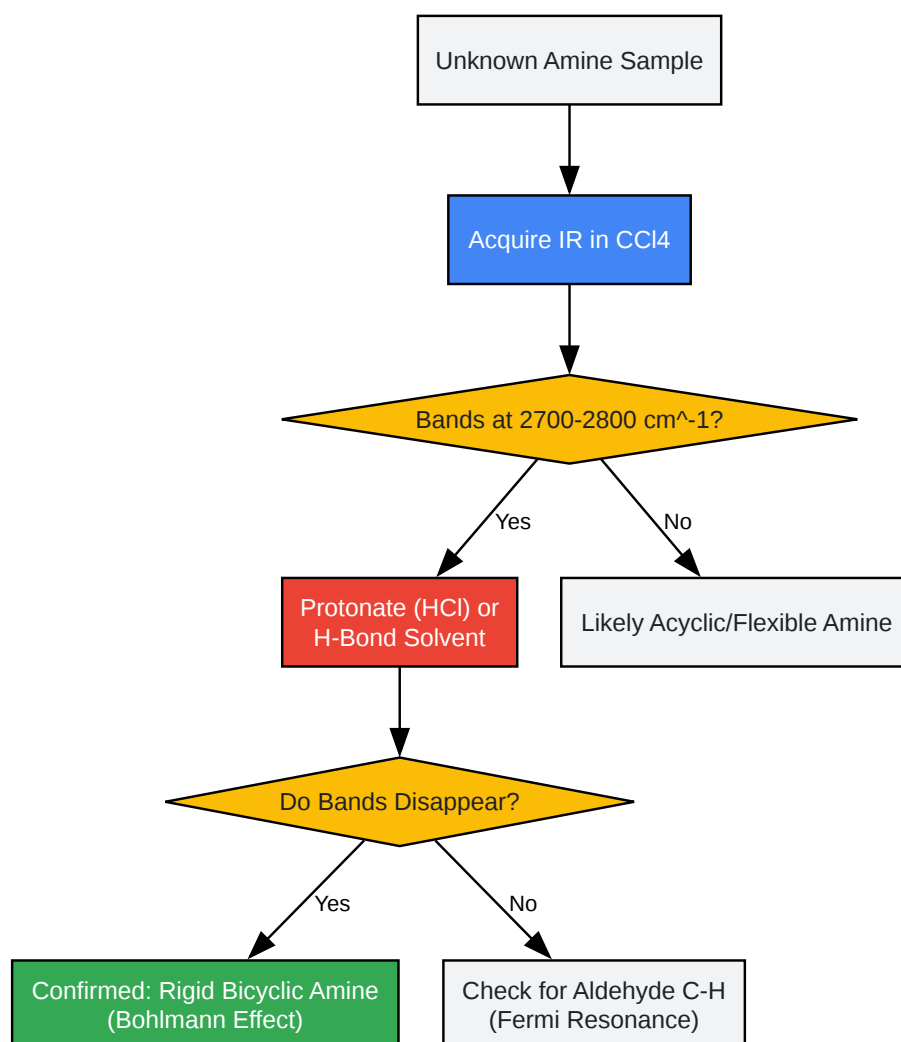 Unknown Amine Sample
Acquire IR in CCl4
Bands at 2700-2800 cm^-1?
Yes
No
Protonate (HCl) or
H-Bond Solvent
Likely Acyclic/Flexible Amine
Do Bands Disappear?
Yes
No
Confirmed: Rigid Bicyclic Amine
(Bohlmann Effect)
Check for Aldehyde C-H
(Fermi Resonance)